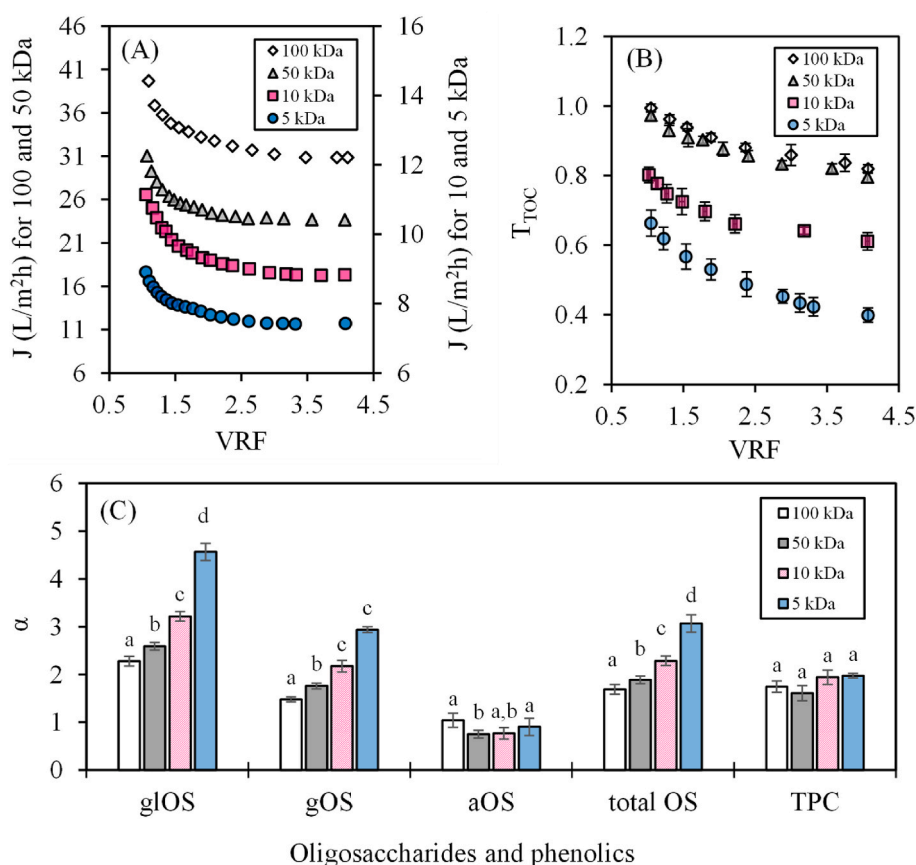 (A)
100 kDa
50 kDa
10 kDa
5 kDa
J (L/m²h) for 100 and 50 kDa
46
41
36
31
26
21
16
11
6
J (L/m²h) for 10 and 5 kDa
16
14
12
10
8
6
0.5 1.5 2.5 3.5 4.5
VRF
(B)
100 kDa
50 kDa
10 kDa
5 kDa
T_TOC
1.2
1.0
0.8
0.6
0.4
0.2
0.5 1.5 2.5 3.5 4.5
VRF
(C)
100 kDa
50 kDa
10 kDa
5 kDa
α
6
5
4
3
2
1
0
a b c d
a b c c
a b a,b a
a b c d
a a a a
glOS gOS aOS total OS TPC
Oligosaccharides and phenolics